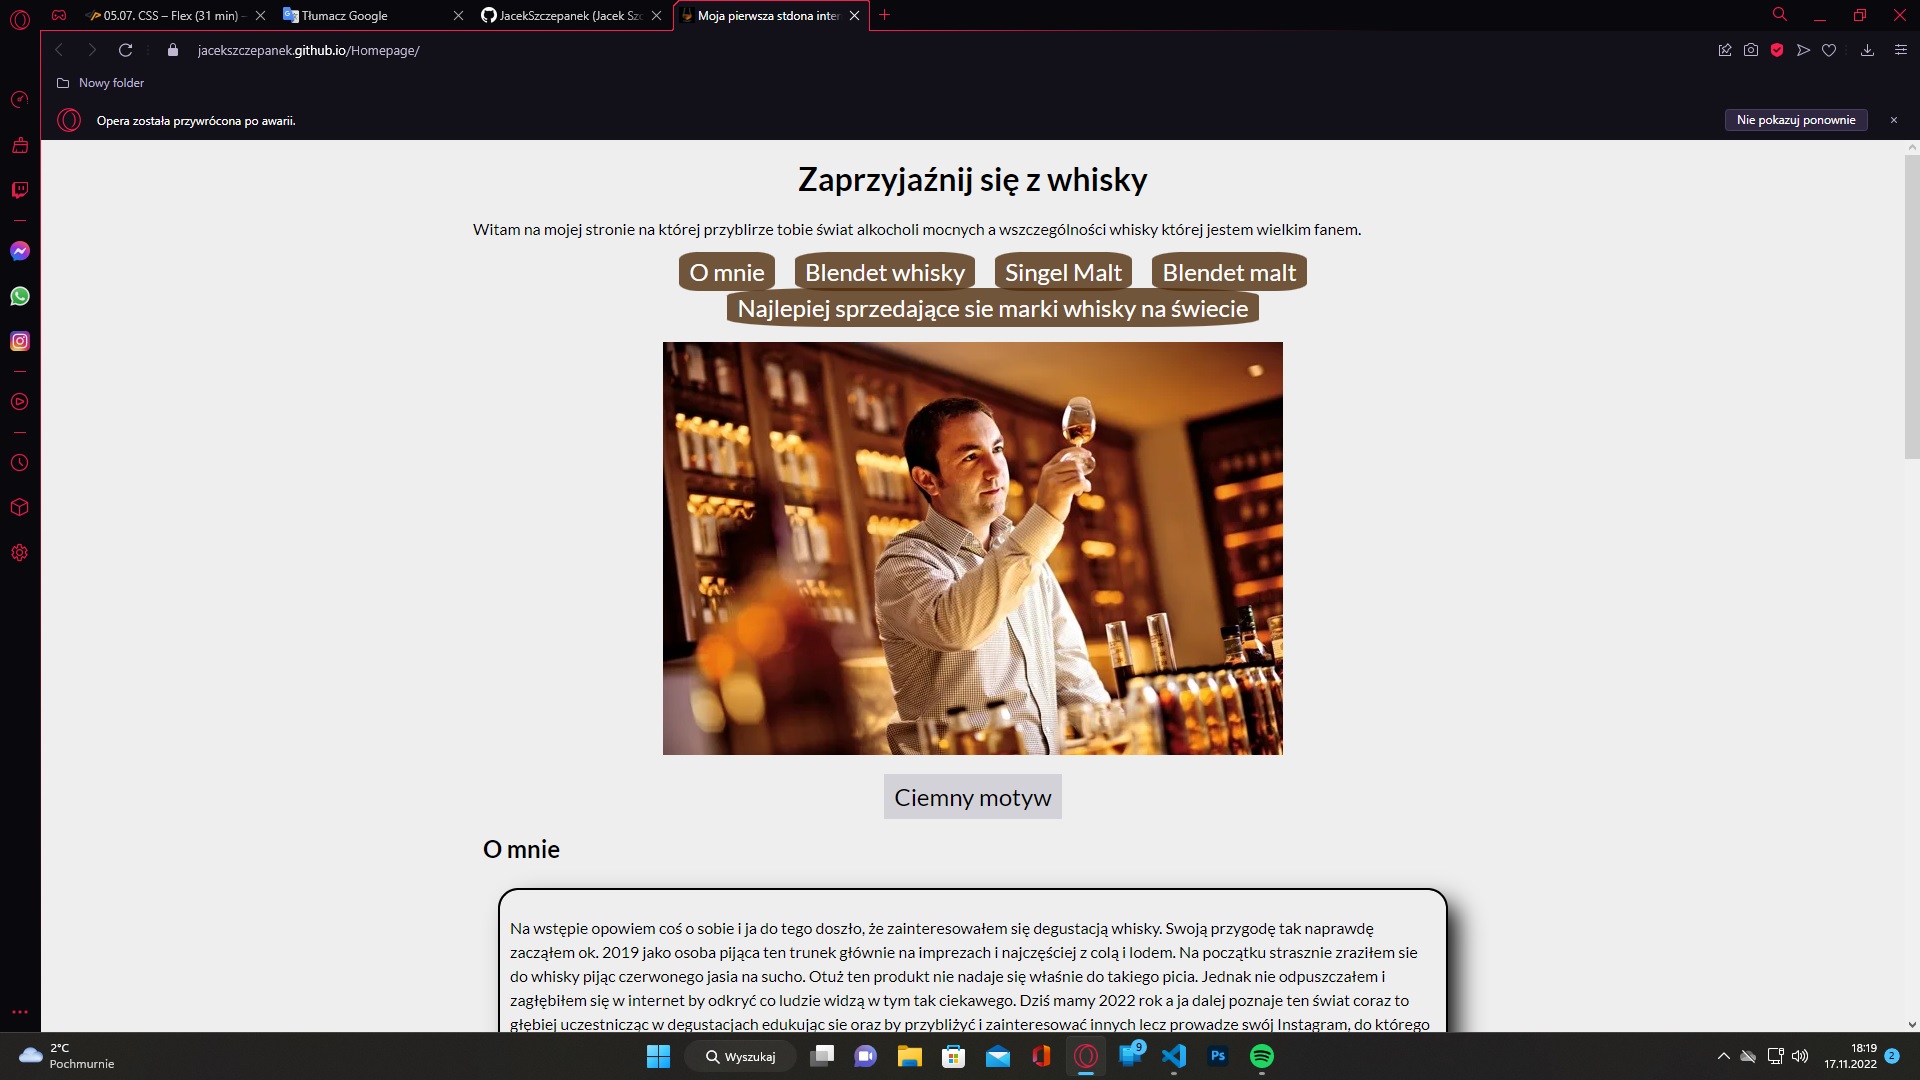 05.07. CSS – Flex (31 min) –
Tłumacz Google
JacekSzczepanek (Jacek Szc
Moja pierwsza stdona inter
jacekszczepanek.github.io/Homepage/
Nowy folder
Opera została przywrócona po awarii.
Nie pokazuj ponownie
Zaprzyjaźnij się z whisky
Witam na mojej stronie na której przyblirze tobie świat alkocholi mocnych a wszczególności whisky której jestem wielkim fanem.
O mnie
Blendet whisky
Singel Malt
Blendet malt
Najlepiej sprzedające sie marki whisky na świecie
Ciemny motyw
O mnie
Na wstępie opowiem coś o sobie i ja do tego doszło, że zainteresowałem się degustacją whisky. Swoją przygodę tak naprawdę
zacząłem ok. 2019 jako osoba pijąca ten trunek głównie na imprezach i najczęściej z colą i lodem. Na początku strasznie zraziłem sie
do whisky pijąc czerwonego jasia na sucho. Otuż ten produkt nie nadaje się właśnie do takiego picia. Jednak nie odpuszczałem i
zagłębiłem się w internet by odkryć co ludzie widzą w tym tak ciekawego. Dziś mamy 2022 rok a ja dalej poznaje ten świat coraz to
głębiej uczestnicząc w degustacjach edukując sie oraz by przybliżyć i zainteresować innych lecz prowadze swój Instagram, do którego
2°C
Pochmurnie
Wyszukaj
9
Ps
18:19
17.11.2022
2